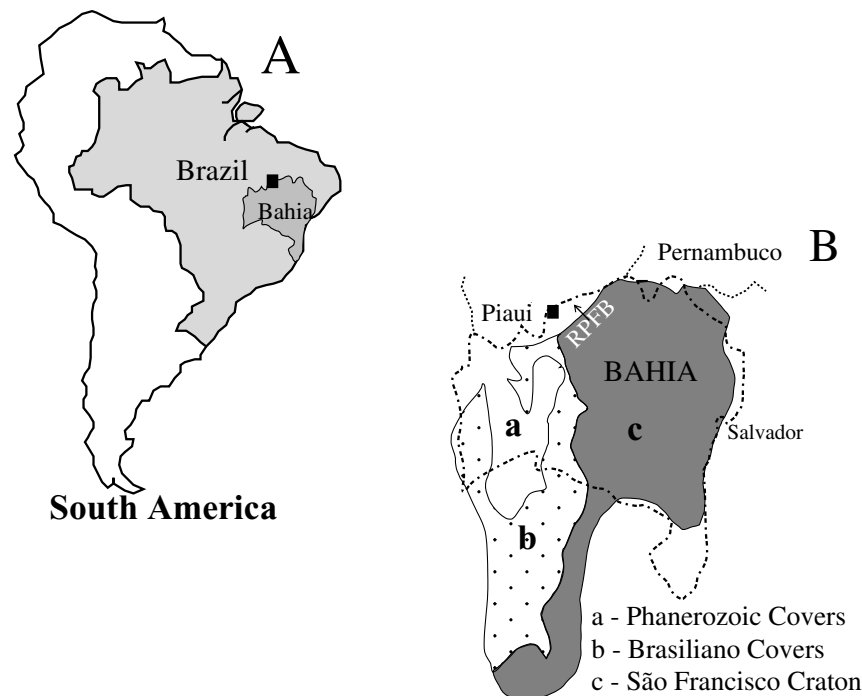 A
Brazil
Bahia
South America
B
Pernambuco
Piaui
RPFB
BAHIA
a
c
Salvador
b
a - Phanerozoic Covers
b - Brasiliano Covers
c - São Francisco Craton